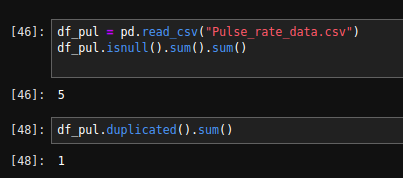 [46]: df_pul = pd.read_csv("Pulse_rate_data.csv")
df_pul.isnull().sum().sum()
[46]: 5
[48]: df_pul.duplicated().sum()
[48]: 1